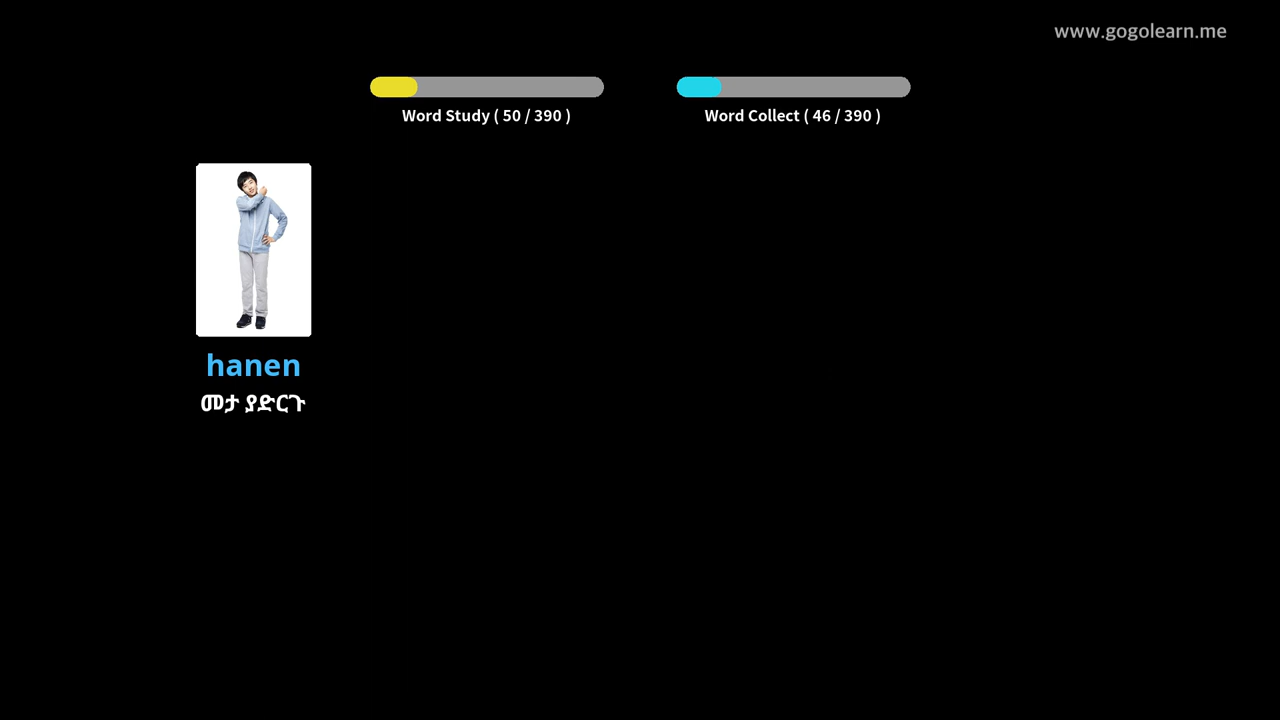 www.gogolearn.me
Word Study ( 50 / 390 )
Word Collect ( 46 / 390 )
hanen
መታ ያድርጉ